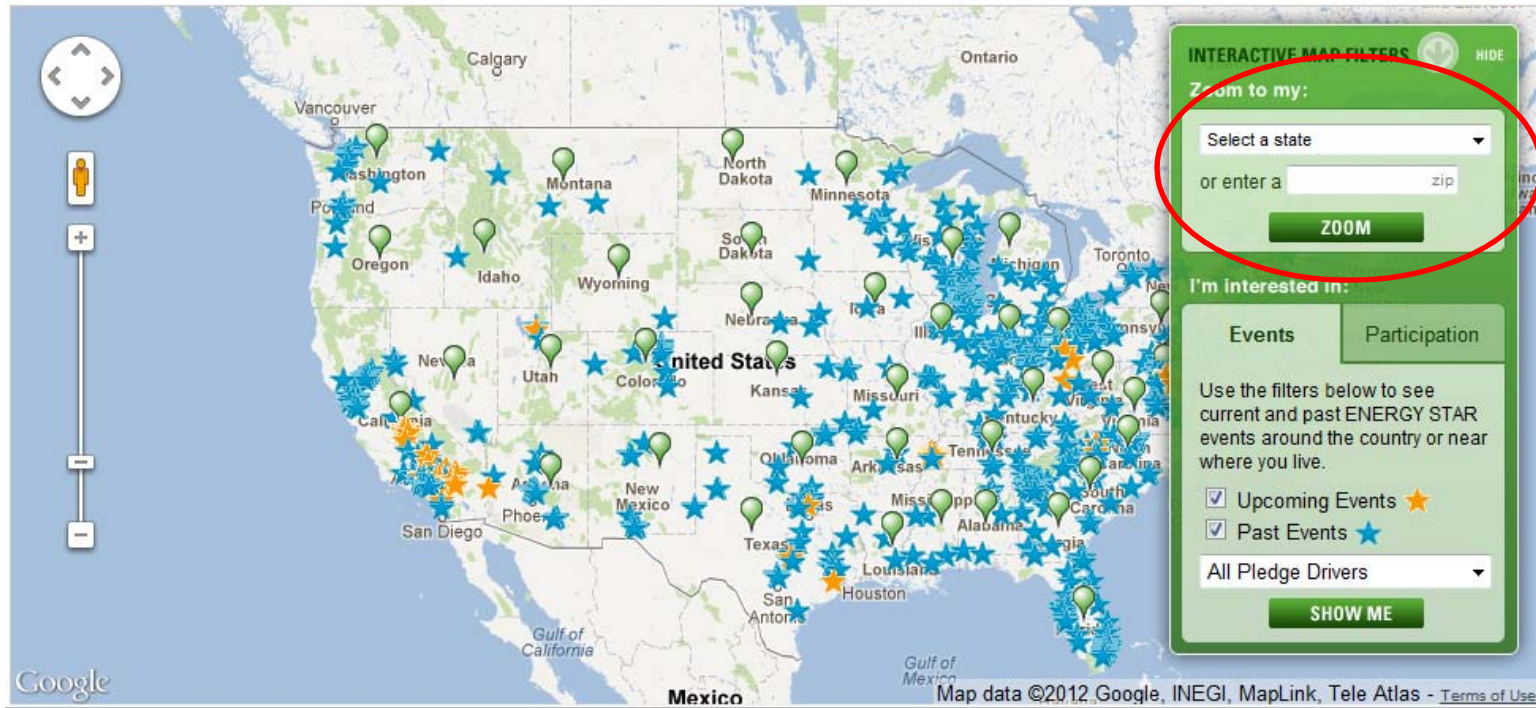 Calgary
Ontario
Vancouver
Washington
Montana
North
Dakota
Minnesota
Oregon
Idaho
Wyoming
South
Dakota
Michigan
Toronto
Nebraska
Iowa
Nevada
Utah
Colorado
United States
Kansas
Missouri
West
Virginia
Virginia
Kentucky
California
Oklahoma
Arkansas
Tennessee
North
Carolina
Arizona
New
Mexico
Mississippi
Alabama
South
Carolina
San Diego
Texas
Louisiana
Houston
San
Antonio
Gulf of
California
Gulf of
Mexico
Mexico
Google
Map data ©2012 Google, INEGI, MapLink, Tele Atlas - Terms of Use
INTERACTIVE MAP FILTERS
HIDE
Zoom to my:
Select a state
or enter a zip
ZOOM
I'm interested in:
Events
Participation
Use the filters below to see
current and past ENERGY STAR
events around the country or near
where you live.
Upcoming Events
Past Events
All Pledge Drivers
SHOW ME